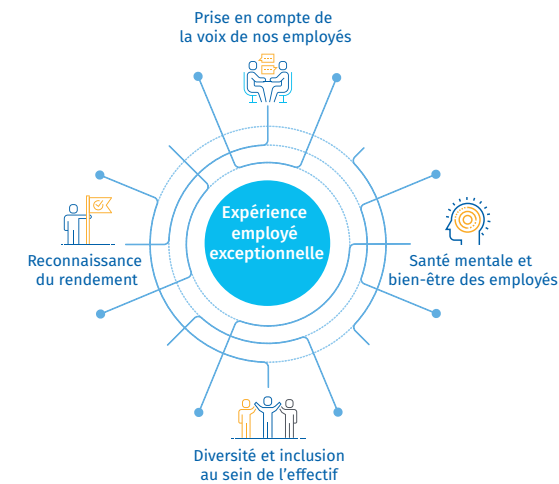 Prise en compte de
la voix de nos employés
Expérience
employé
exceptionnelle
Reconnaissance
du rendement
Santé mentale et
bien-être des employés
Diversité et inclusion
au sein de l’effectif